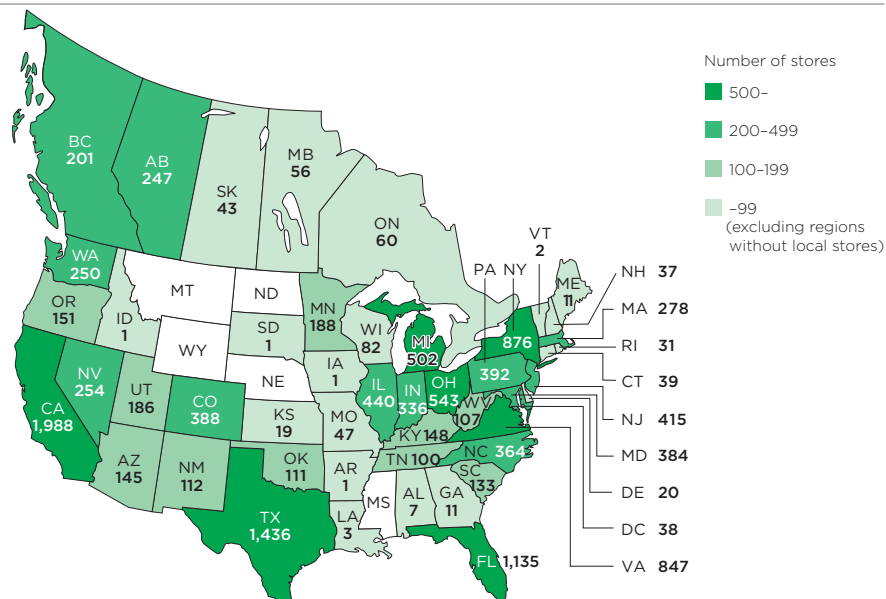 Number of stores
500–
200–499
100–199
–99
(excluding regions
without local stores)
BC
201
AB
247
SK
43
MB
56
ON
60
VT
2
PA NY
ME
11
NH 37
MA 278
RI 31
CT 39
NJ 415
MD 384
DE 20
DC 38
VA 847
WA
250
MT
ND
MN
188
OR
151
ID
1
WY
SD
1
WI
82
MI
502
876
392
NV
254
UT
186
CO
388
NE
IA
1
IL
440
IN
336
OH
543
WV
107
CA
1,988
KS
19
MO
47
KY 148
AZ
145
NM
112
OK
111
AR
1
TN 100
NC 364
SC
133
TX
1,436
LA
3
MS
AL
7
GA
11
FL 1,135